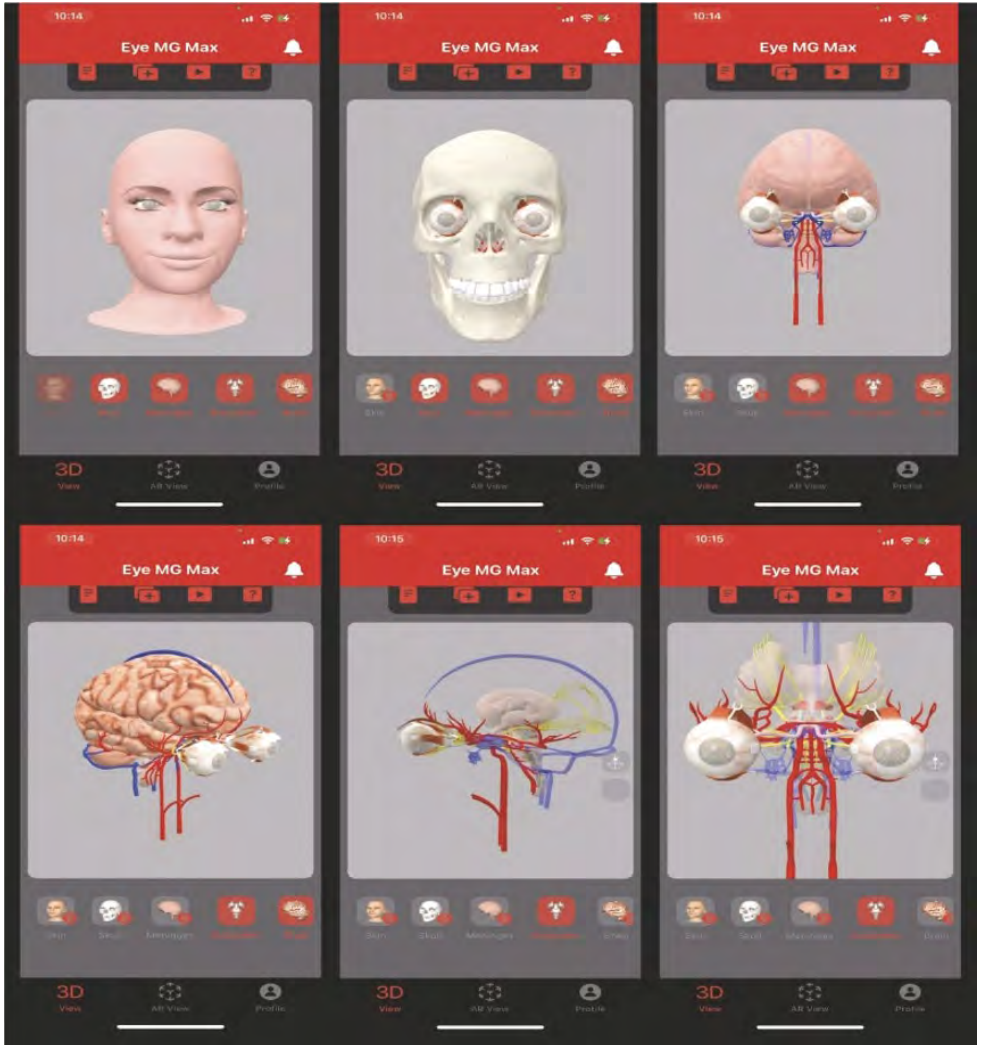 10:14
Eye MG Max
?
3D
View
AR View
Profile
10:14
Eye MG Max
?
Skin
Skull
3D
View
AR View
Profile
10:14
Eye MG Max
?
Skin
Skull
3D
View
AR View
Profile
10:14
Eye MG Max
?
Skin
Skull
Meninges
3D
View
AR View
Profile
10:15
Eye MG Max
?
Skin
Skull
Meninges
Brain
3D
View
AR View
Profile
10:15
Eye MG Max
?
Skin
Skull
Meninges
Brain
3D
View
AR View
Profile